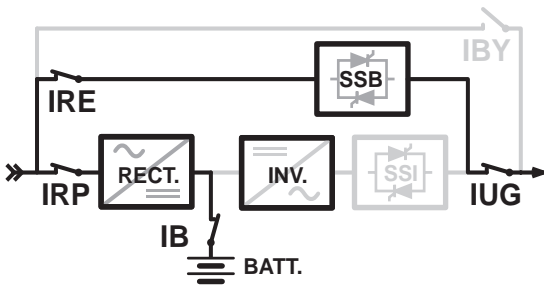 IBY
SSB
IRE
RECT.
INV.
SSI
IRP
IUG
IB
BATT.